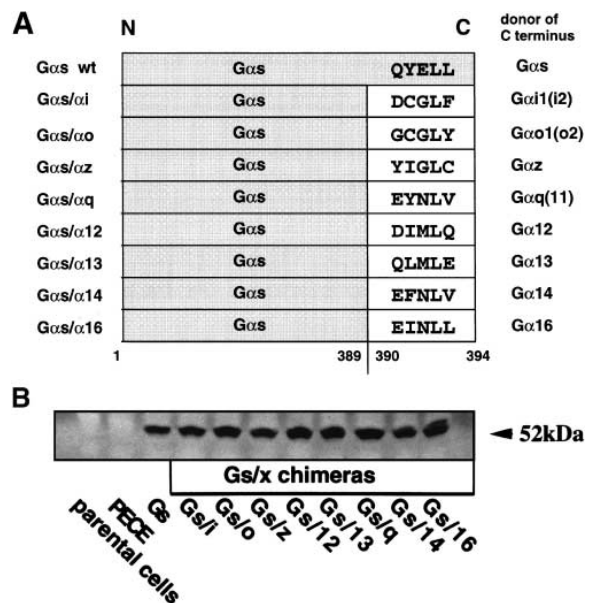 A
N
C
donor of
C terminus
Gαs wt Gαs QYELL Gαs
Gαs/αi Gαs DCGLF Gαi1(i2)
Gαs/αo Gαs GCGLY Gαo1(o2)
Gαs/αz Gαs YIGLC Gαz
Gαs/αq Gαs EYNLV Gαq(11)
Gαs/α12 Gαs DIMLQ Gα12
Gαs/α13 Gαs QLMLE Gα13
Gαs/α14 Gαs EFNLV Gα14
Gαs/α16 Gαs EINLL Gα16
1 389 390 394
B
52kDa
Gs/x chimeras
parental cells
PECE
Gs
Gs/i
Gs/o
Gs/z
Gs/12
Gs/13
Gs/q
Gs/14
Gs/16